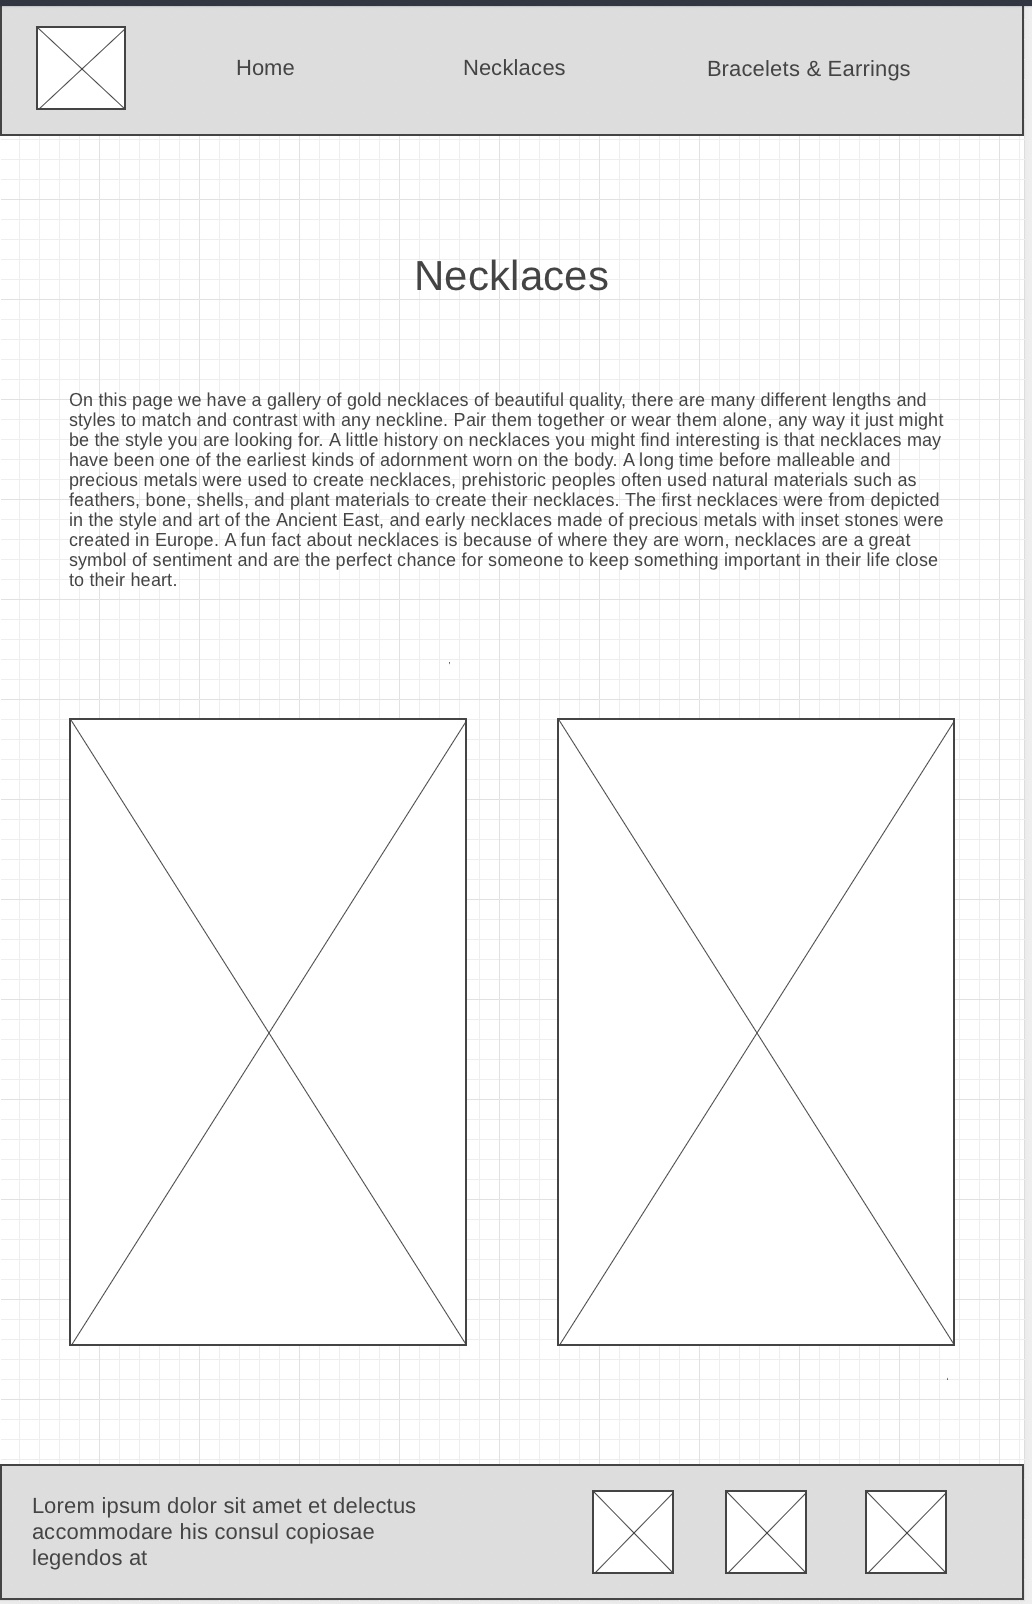 Home Necklaces Bracelets & Earrings
Necklaces
On this page we have a gallery of gold necklaces of beautiful quality, there are many different lengths and
styles to match and contrast with any neckline. Pair them together or wear them alone, any way it just might
be the style you are looking for. A little history on necklaces you might find interesting is that necklaces may
have been one of the earliest kinds of adornment worn on the body. A long time before malleable and
precious metals were used to create necklaces, prehistoric peoples often used natural materials such as
feathers, bone, shells, and plant materials to create their necklaces. The first necklaces were from depicted
in the style and art of the Ancient East, and early necklaces made of precious metals with inset stones were
created in Europe. A fun fact about necklaces is because of where they are worn, necklaces are a great
symbol of sentiment and are the perfect chance for someone to keep something important in their life close
to their heart.
Lorem ipsum dolor sit amet et delectus
accommodare his consul copiosae
legendos at